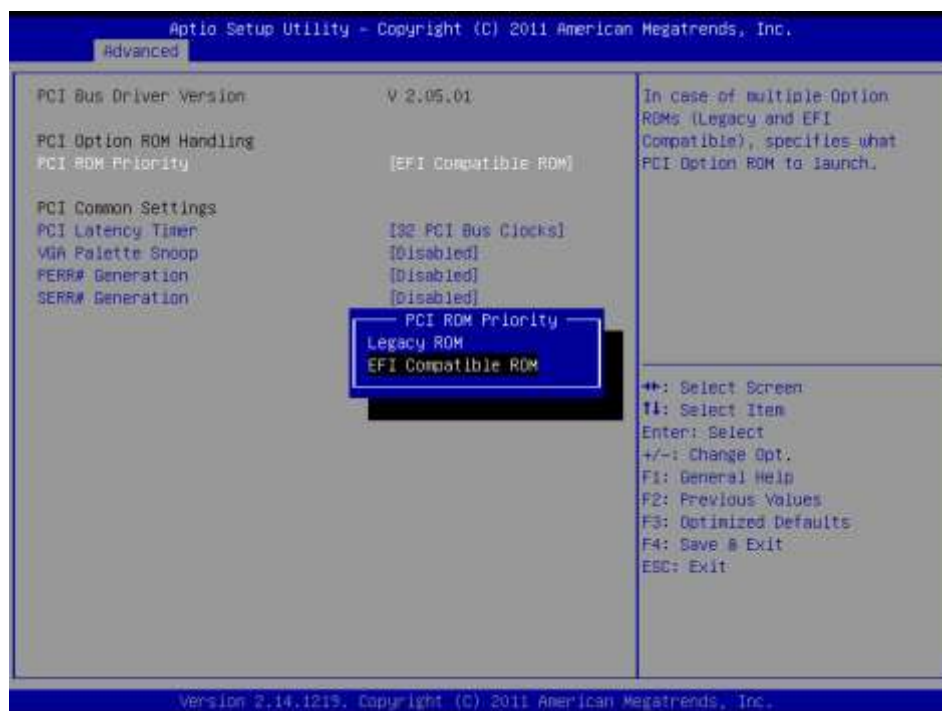 Aptio Setup Utility - Copyright (C) 2011 American Megatrends, Inc.
Advanced
PCI Bus Driver Version V 2.05.01
PCI Option ROM Handling
PCI ROM Priority [EFI Compatible ROM]
PCI Common Settings
PCI Latency Timer [32 PCI Bus Clocks]
VGA Palette Snoop [Disabled]
PERR# Generation [Disabled]
SERR# Generation [Disabled]
PCI ROM Priority
Legacy ROM
EFI Compatible ROM
In case of multiple Option
ROMs (Legacy and EFI
Compatible), specifies what
PCI Option ROM to launch.
→←: Select Screen
↑↓: Select Item
Enter: Select
+/-: Change Opt.
F1: General Help
F2: Previous Values
F3: Optimized Defaults
F4: Save & Exit
ESC: Exit
Version 2.14.1219. Copyright (C) 2011 American Megatrends, Inc.